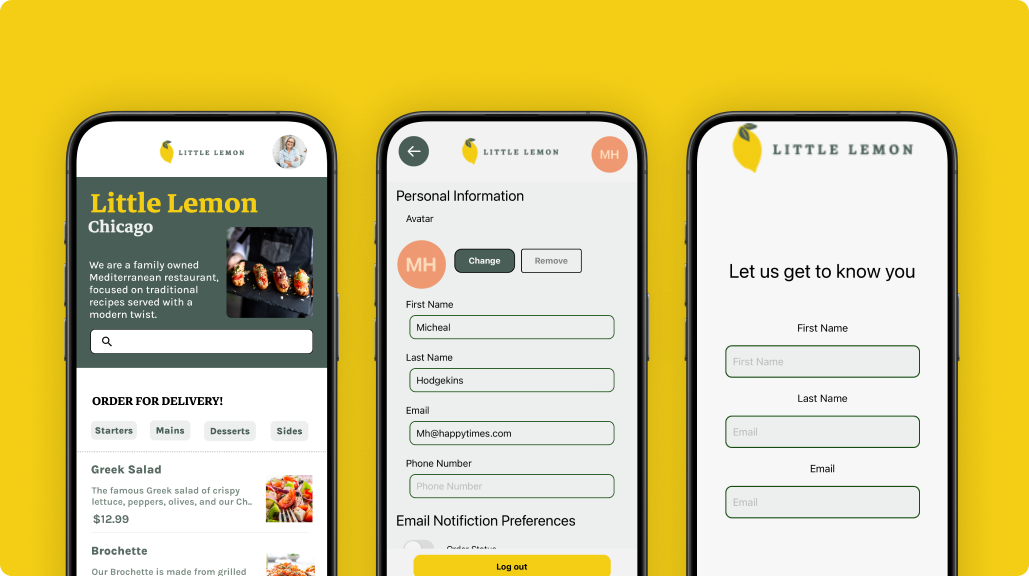 LITTLE LEMON
Little Lemon
Chicago
We are a family owned
Mediterranean restaurant,
focused on traditional
recipes served with a
modern twist.
ORDER FOR DELIVERY!
Starters Mains Desserts Sides
Greek Salad
The famous Greek salad of crispy
lettuce, peppers, olives, and our Ch..
$12.99
Brochette
Our Brochette is made from grilled
LITTLE LEMON
MH
Personal Information
Avatar
MH
Change Remove
First Name
Micheal
Last Name
Hodgekins
Email
Mh@happytimes.com
Phone Number
Phone Number
Email Notifiction Preferences
Order Status
Log out
LITTLE LEMON
Let us get to know you
First Name
First Name
Last Name
Email
Email
Email